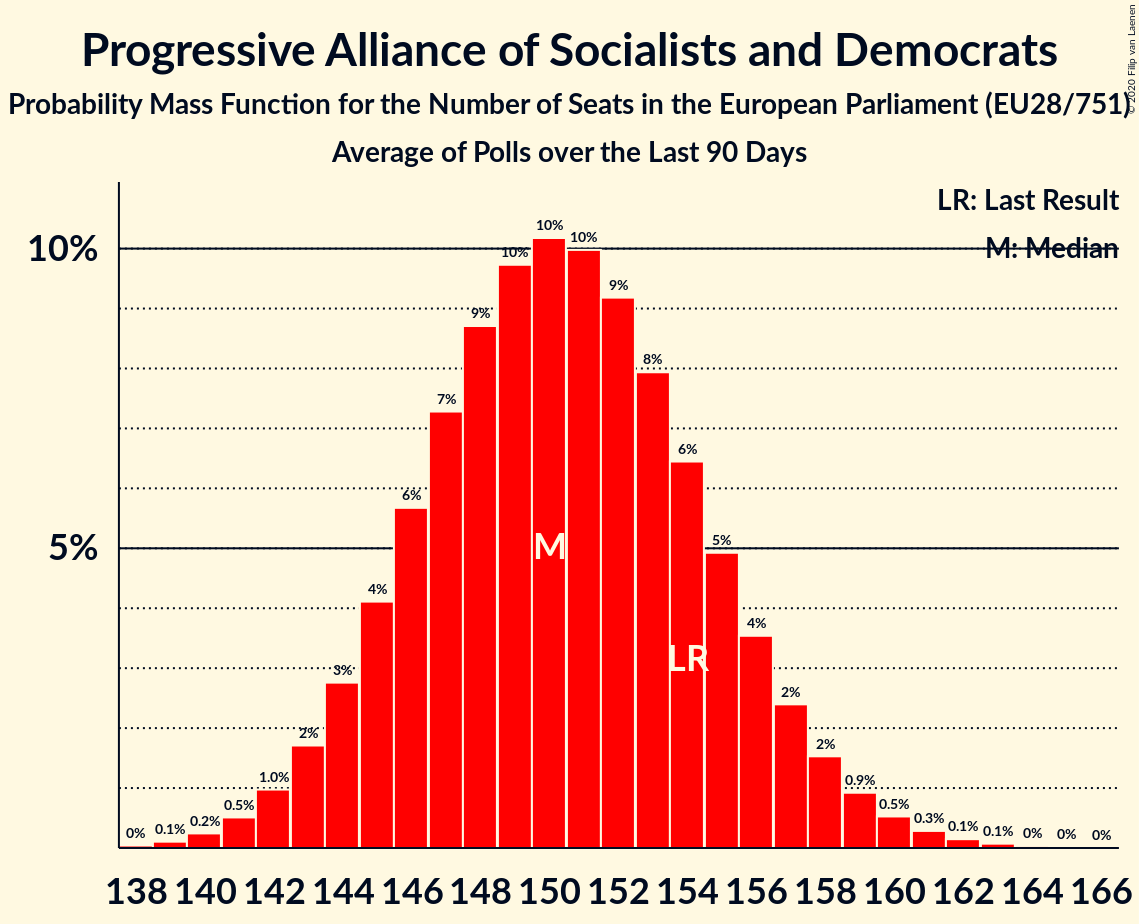 © 2020 Filip van Laenen
Progressive Alliance of Socialists and Democrats
Probability Mass Function for the Number of Seats in the European Parliament (EU28/751)
Average of Polls over the Last 90 Days
LR: Last Result
M: Median
10%
5%
0% 0.1% 0.2% 0.5% 1.0% 2% 3% 4% 6% 7% 9% 10% 10% 10% 9% 8% 6% 5% 4% 2% 2% 0.9% 0.5% 0.3% 0.1% 0.1% 0% 0% 0%
M
LR
138 140 142 144 146 148 150 152 154 156 158 160 162 164 166